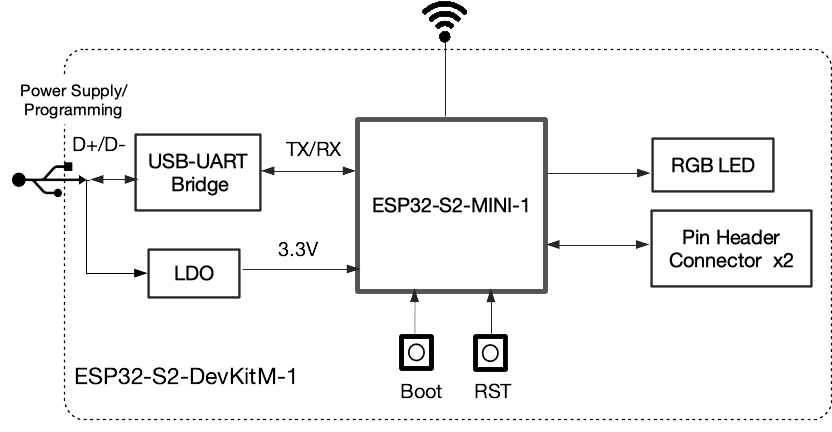 Power Supply/
Programming
D+/D-
USB-UART
Bridge
TX/RX
ESP32-S2-MINI-1
RGB LED
Pin Header
Connector x2
LDO
3.3V
Boot
RST
ESP32-S2-DevKitM-1